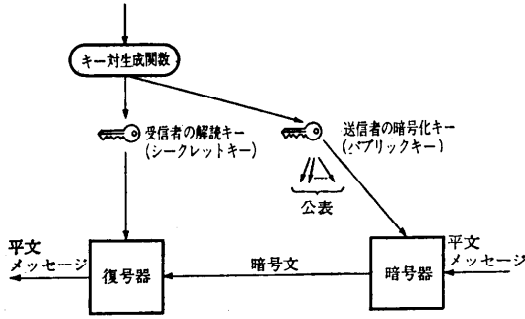 キー対生成関数
受信者の解読キー
(シークレットキー)
送信者の暗号化キー
(パブリックキー)
公表
平文
メッセージ
復号器
暗号文
暗号器
平文
メッセージ